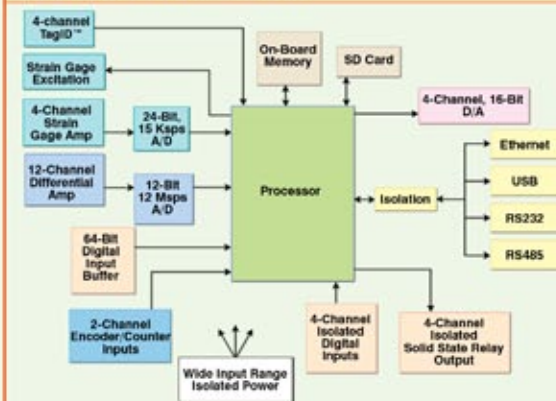 4-channel
TagID™
Strain Gage
Excitation
4-Channel
Strain
Gage Amp
24-Bit,
15 Ksps
A/D
12-Channel
Differential
Amp
12-Bit
12 Msps
A/D
64-Bit
Digital
Input
Buffer
2-Channel
Encoder/Counter
Inputs
On-Board
Memory
SD Card
Processor
4-Channel, 16-Bit
D/A
Isolation
Ethernet
USB
RS232
RS485
Wide Input Range
Isolated Power
4-Channel
Isolated
Digital
Inputs
4-Channel
Isolated
Solid State Relay
Output